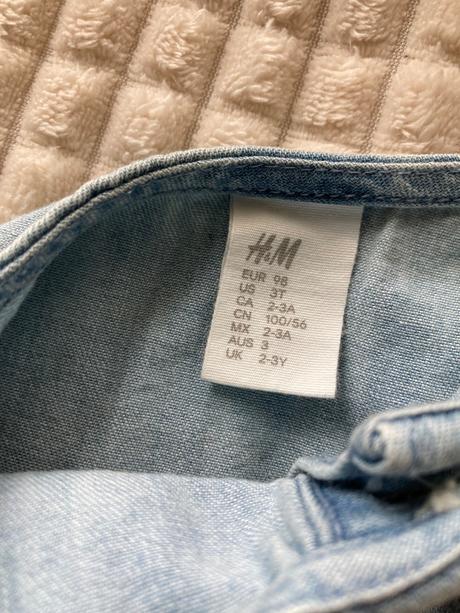 H&M
EUR 98
US 3T
CA 2-3A
CN 100/56
MX 2-3A
AUS 3
UK 2-3Y